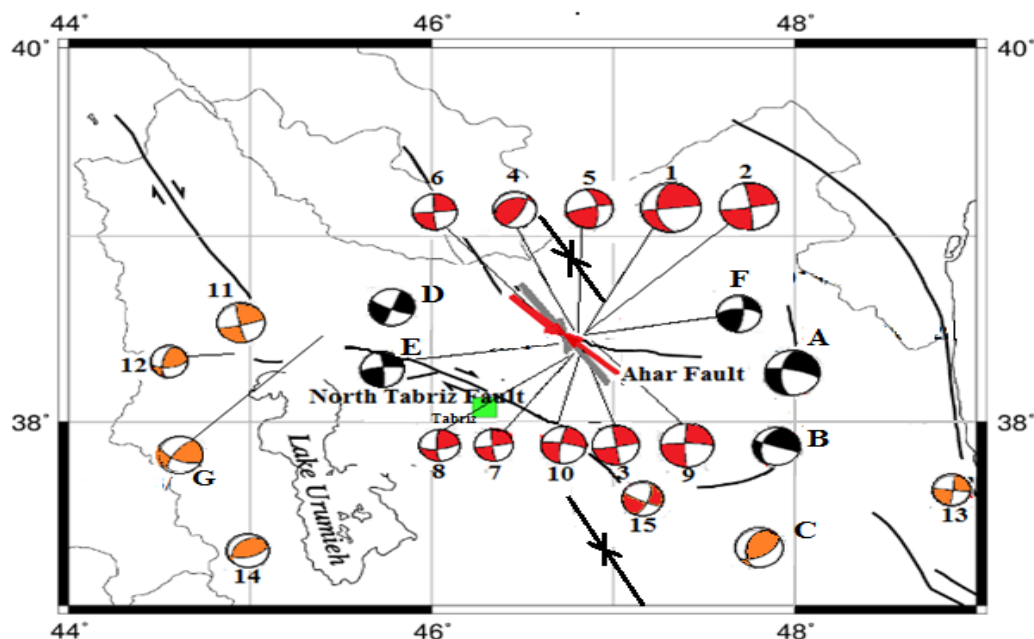 44° 46° 48°
40° 40°
6 4 5 1 2
11 D F
12 E A
Ahar Fault
North Tabriz Fault
Tabriz
38° 38°
8 7 10 3 9 B
G
15 13
Lake Urumieh
14 C
44° 46° 48°